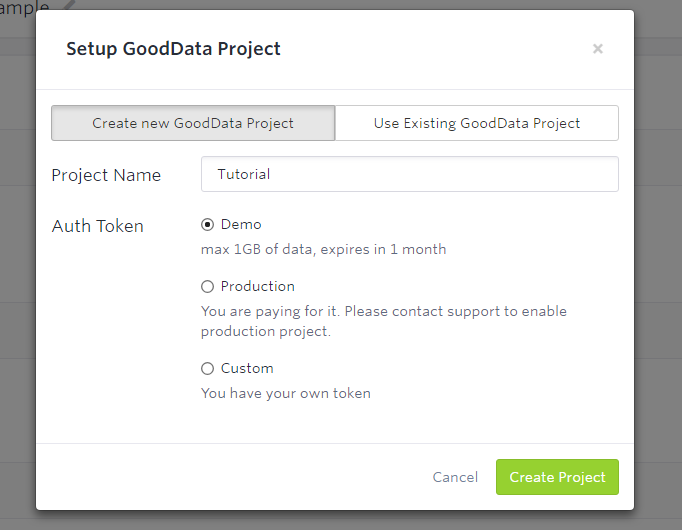 ample
Setup GoodData Project
×
Create new GoodData Project
Use Existing GoodData Project
Project Name
Tutorial
Auth Token
Demo
max 1GB of data, expires in 1 month
Production
You are paying for it. Please contact support to enable
production project.
Custom
You have your own token
Cancel
Create Project